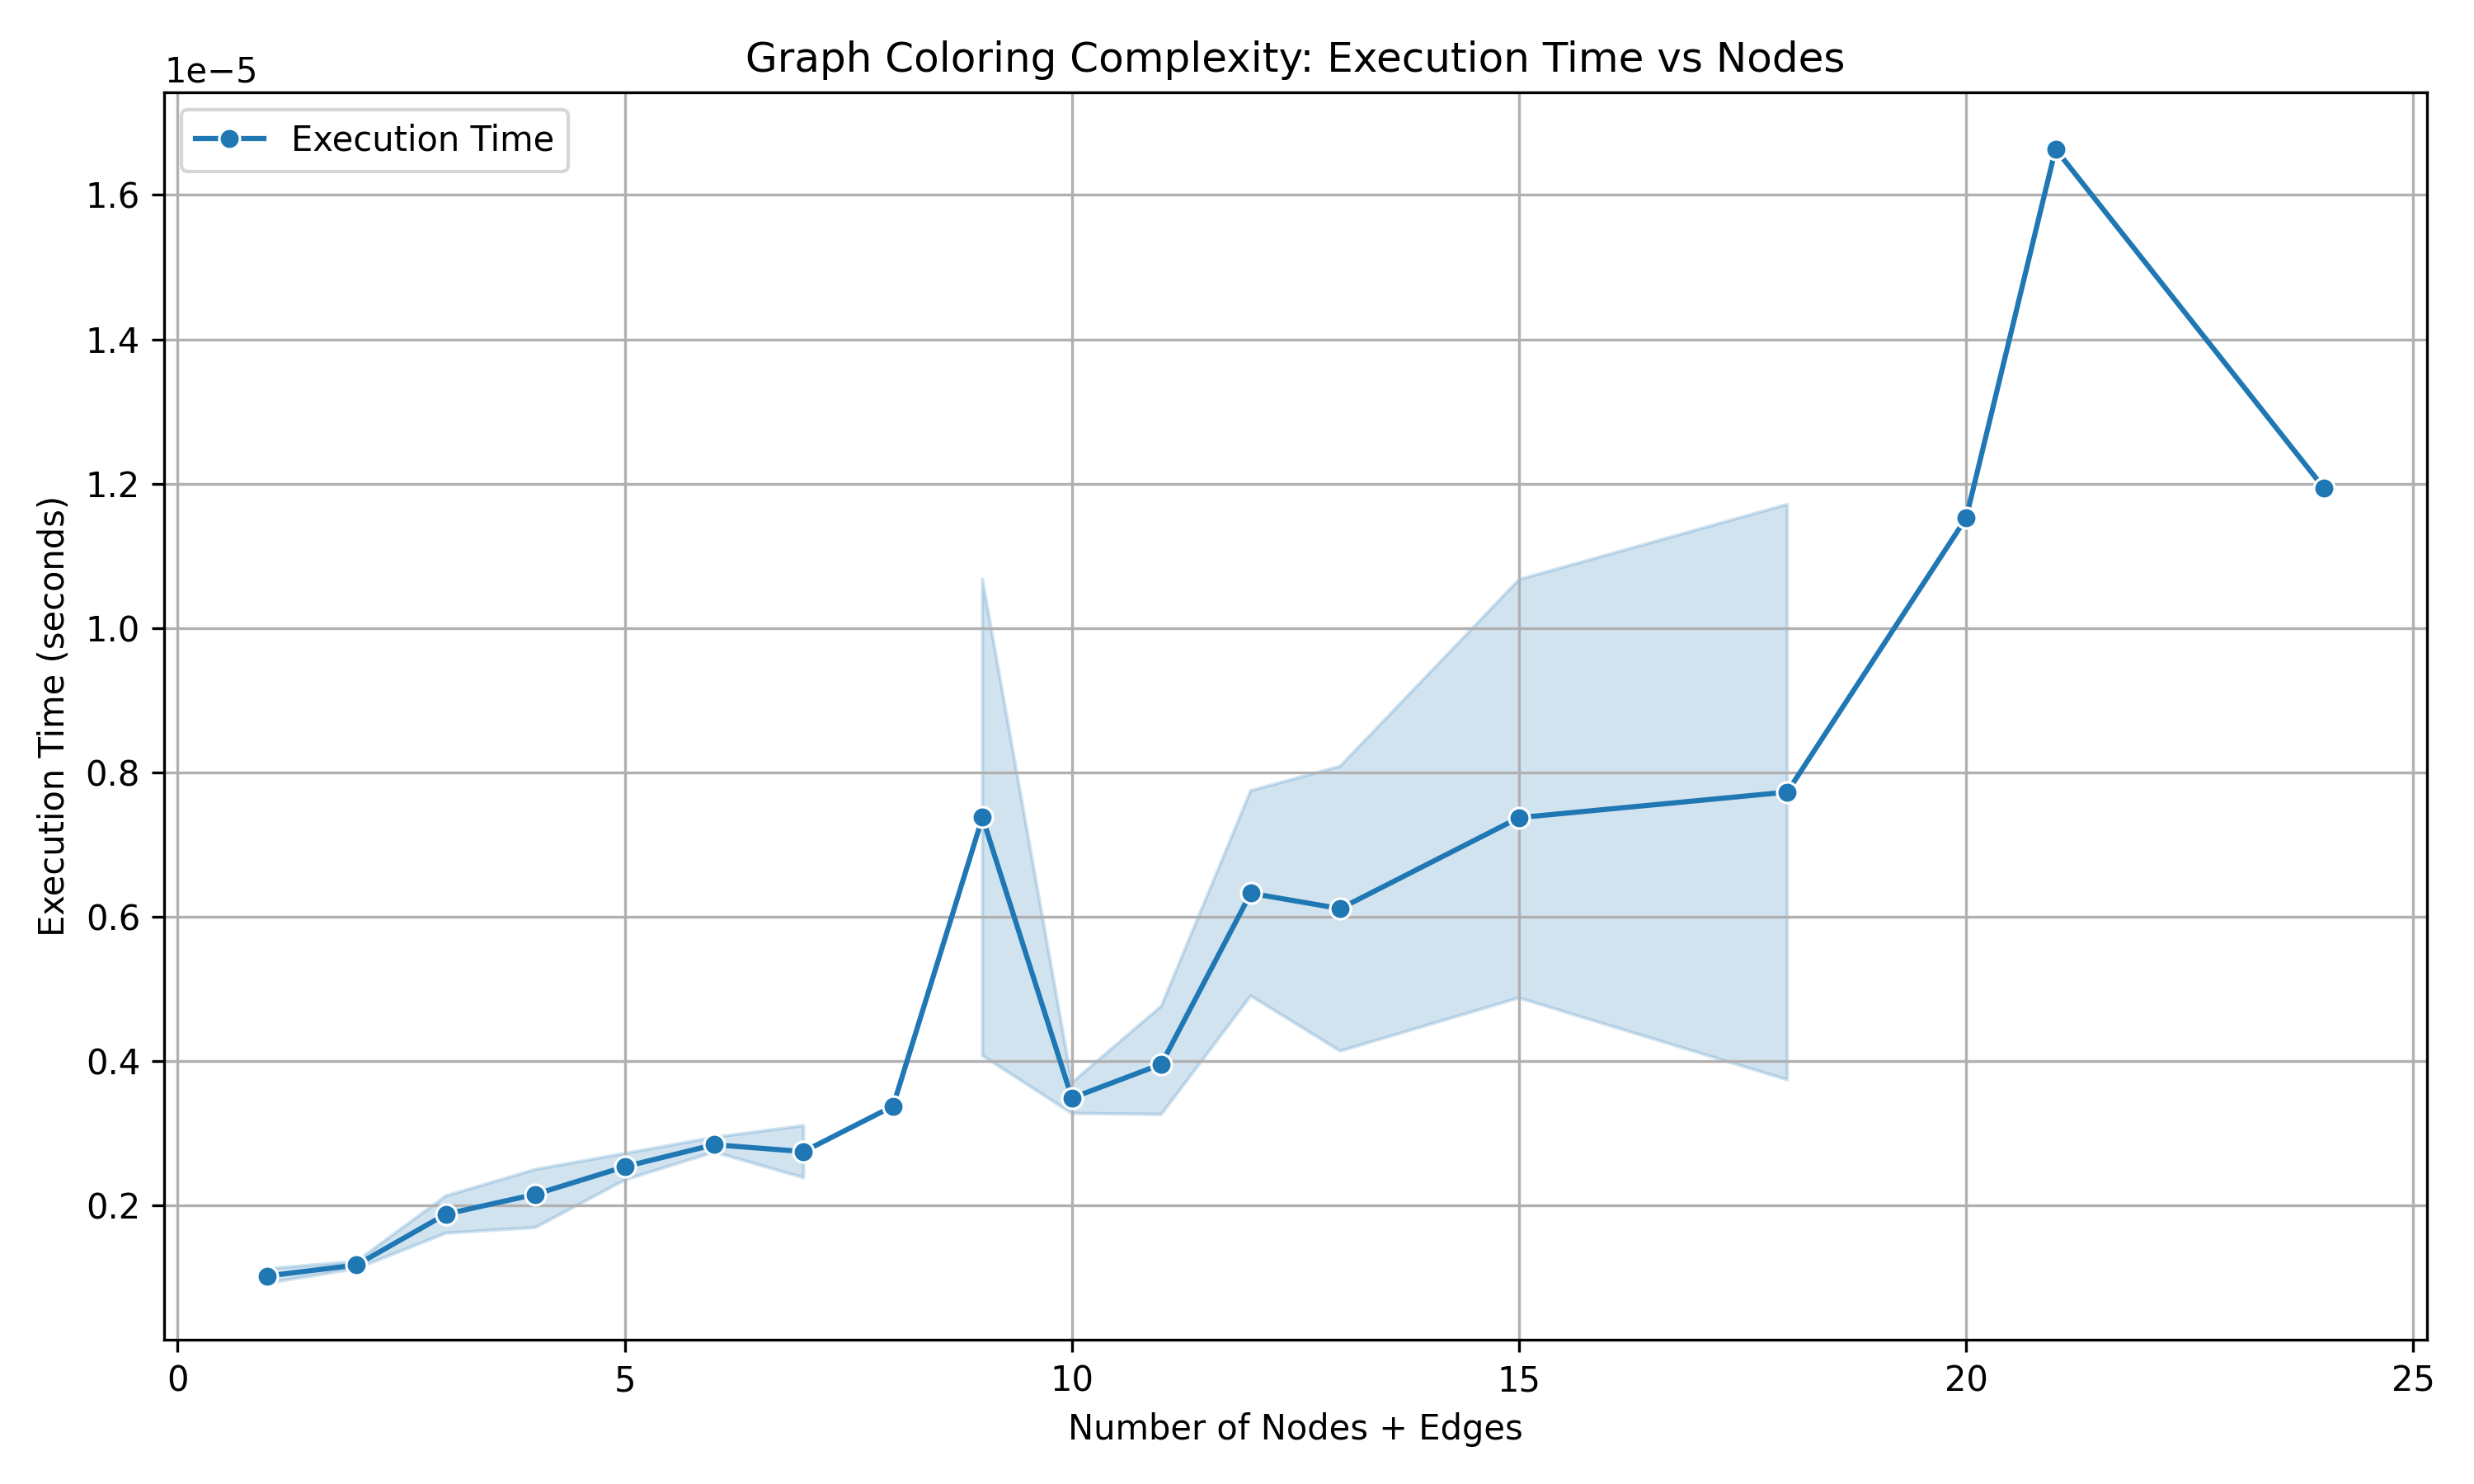 Graph Coloring Complexity: Execution Time vs Nodes
1e−5
Execution Time
1.6
1.4
1.2
1.0
0.8
0.6
0.4
0.2
Execution Time (seconds)
0 5 10 15 20 25
Number of Nodes + Edges